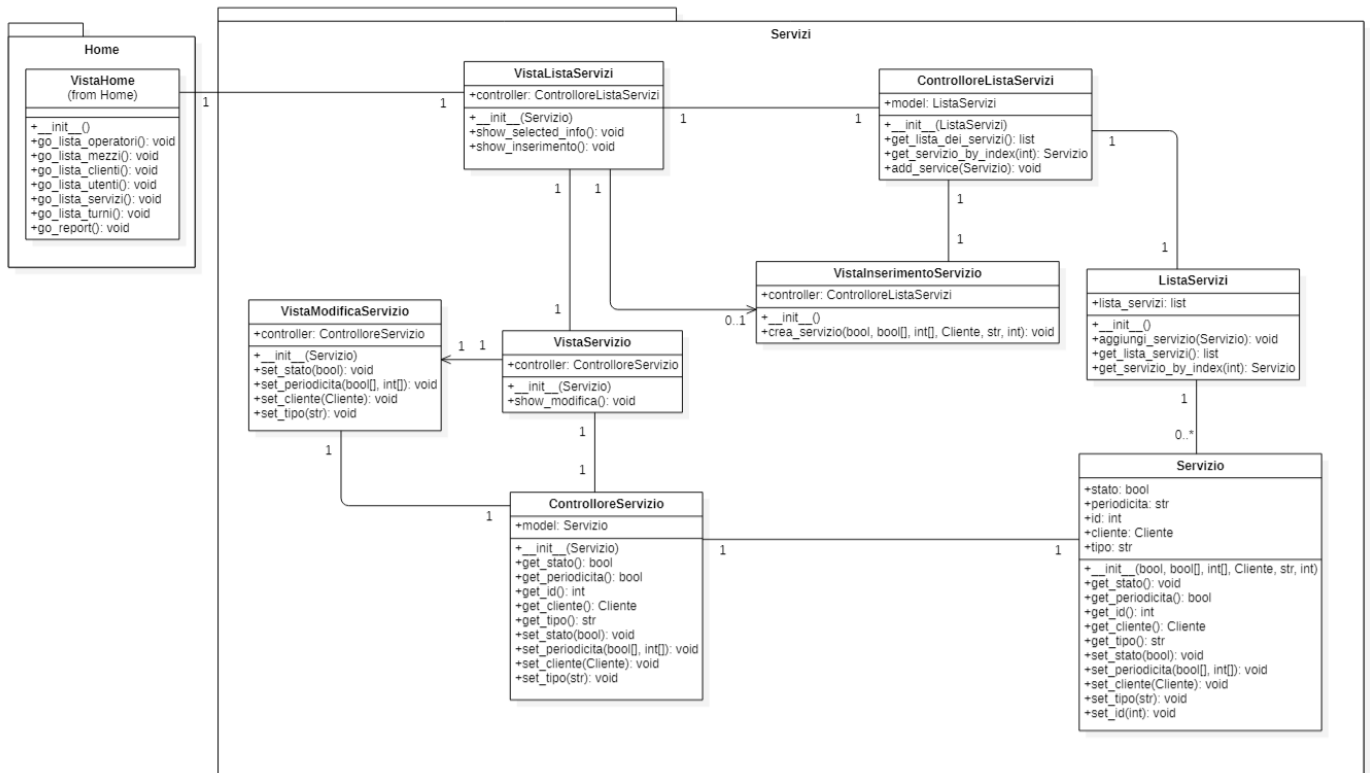 Home
VistaHome
(from Home)
+__init__()
+go_lista_operatori(): void
+go_lista_mezzi(): void
+go_lista_clienti(): void
+go_lista_utenti(): void
+go_lista_servizi(): void
+go_lista_turni(): void
+go_report(): void
Servizi
1
1
VistaListaServizi
+controller: ControlloreListaServizi
+__init__(Servizio)
+show_selected_info(): void
+show_inserimento(): void
1
1
ControlloreListaServizi
+model: ListaServizi
+__init__(ListaServizi)
+get_lista_dei_servizi(): list
+get_servizio_by_index(int): Servizio
+add_service(Servizio): void
1
1
1
1
1
1
1
0..1
VistaInserimentoServizio
+controller: ControlloreListaServizi
+__init__()
+crea_servizio(bool, bool[], int[], Cliente, str, int): void
ListaServizi
+lista_servizi: list
+__init__()
+aggiungi_servizio(Servizio): void
+get_lista_servizi(): list
+get_servizio_by_index(int): Servizio
VistaModificaServizio
+controller: ControlloreServizio
+__init__(Servizio)
+set_stato(bool): void
+set_periodicita(bool[], int[]): void
+set_cliente(Cliente): void
+set_tipo(str): void
1
1
VistaServizio
+controller: ControlloreServizio
+__init__(Servizio)
+show_modifica(): void
1
0..*
1
1
1
1
ControlloreServizio
+model: Servizio
+__init__(Servizio)
+get_stato(): bool
+get_periodicita(): bool
+get_id(): int
+get_cliente(): Cliente
+get_tipo(): str
+set_stato(bool): void
+set_periodicita(bool[], int[]): void
+set_cliente(Cliente): void
+set_tipo(str): void
1
1
Servizio
+stato: bool
+periodicita: str
+id: int
+cliente: Cliente
+tipo: str
+__init__(bool, bool[], int[], Cliente, str, int)
+get_stato(): void
+get_periodicita(): bool
+get_id(): int
+get_cliente(): Cliente
+get_tipo(): str
+set_stato(bool): void
+set_periodicita(bool[], int[]): void
+set_cliente(Cliente): void
+set_tipo(str): void
+set_id(int): void